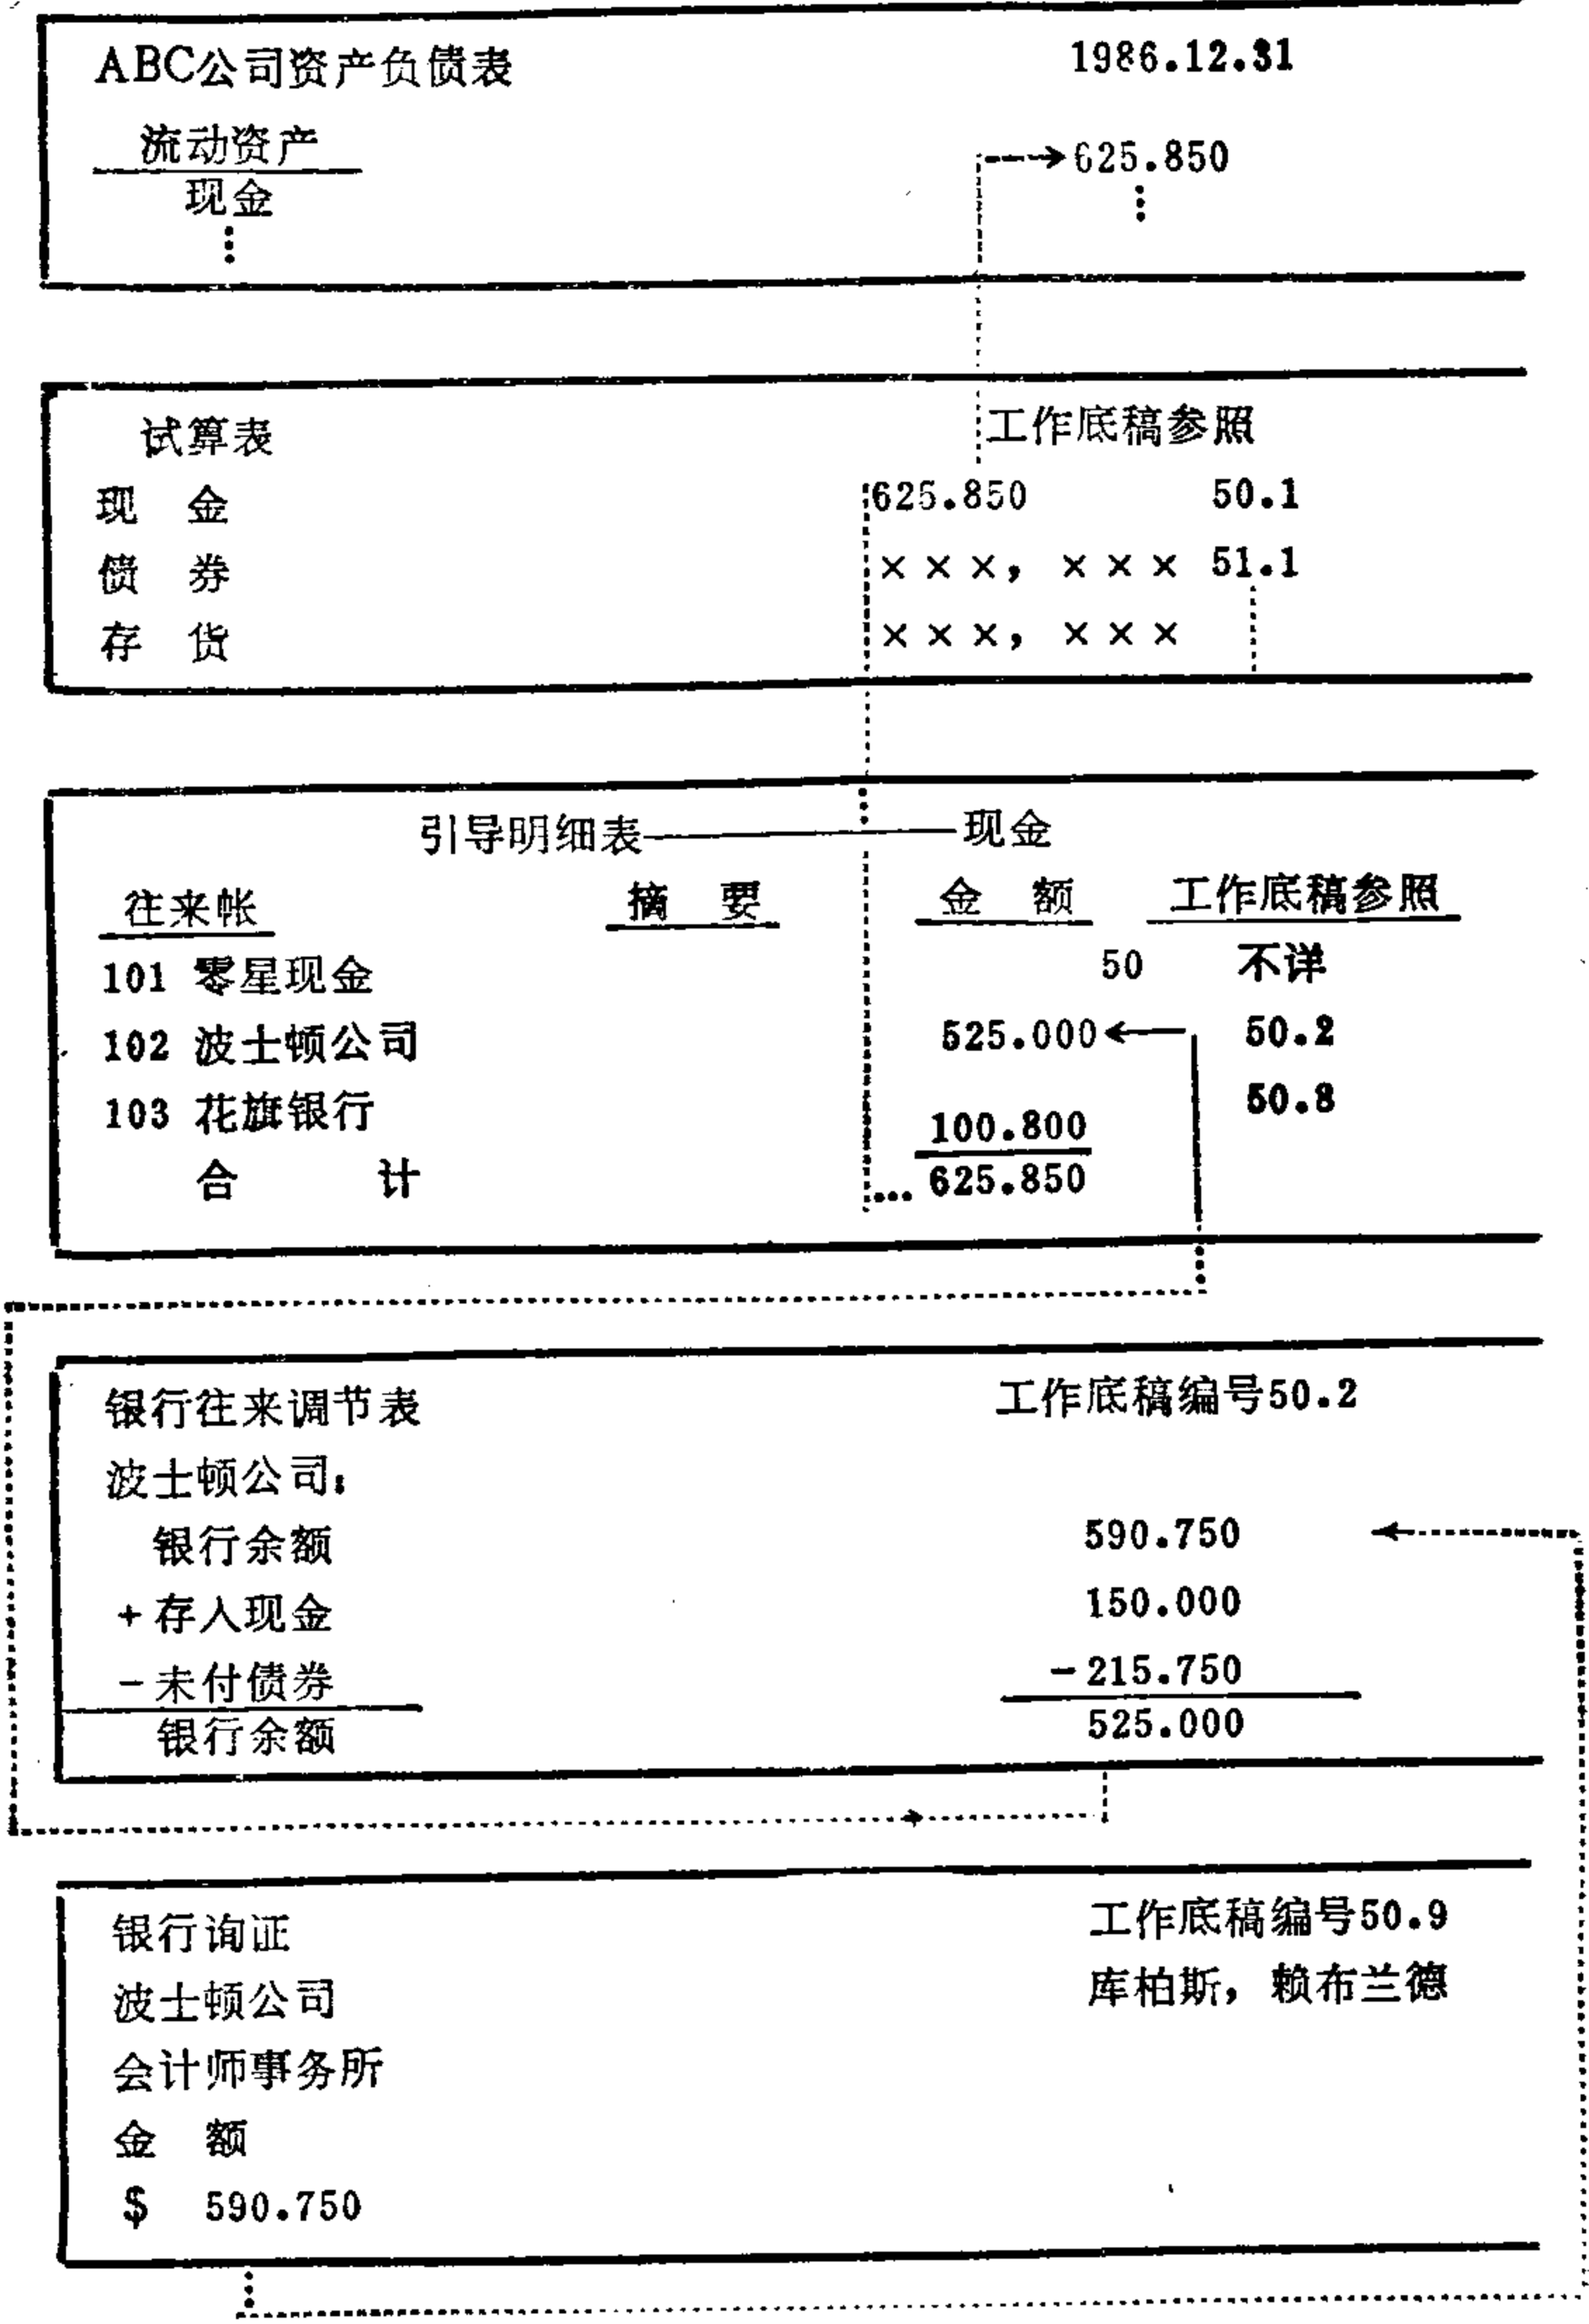 ABC公司资产负债表 1986.12.31
流动资产 625.850
现金
试算表 工作底稿参照
现 金 625.850 50.1
债 券 ×××, ××× 51.1
存 货 ×××, ×××
引导明细表——现金
往来帐 摘 要 金 额 工作底稿参照
101 零星现金 50 不详
102 波士顿公司 525.000 50.2
103 花旗银行 100.800 50.8
合 计 625.850
银行往来调节表 工作底稿编号50.2
波士顿公司:
银行余额 590.750
+存入现金 150.000
-未付债券 -215.750
银行余额 525.000
银行询证 工作底稿编号50.9
波士顿公司 库柏斯, 赖布兰德
会计师事务所
金 额
$ 590.750